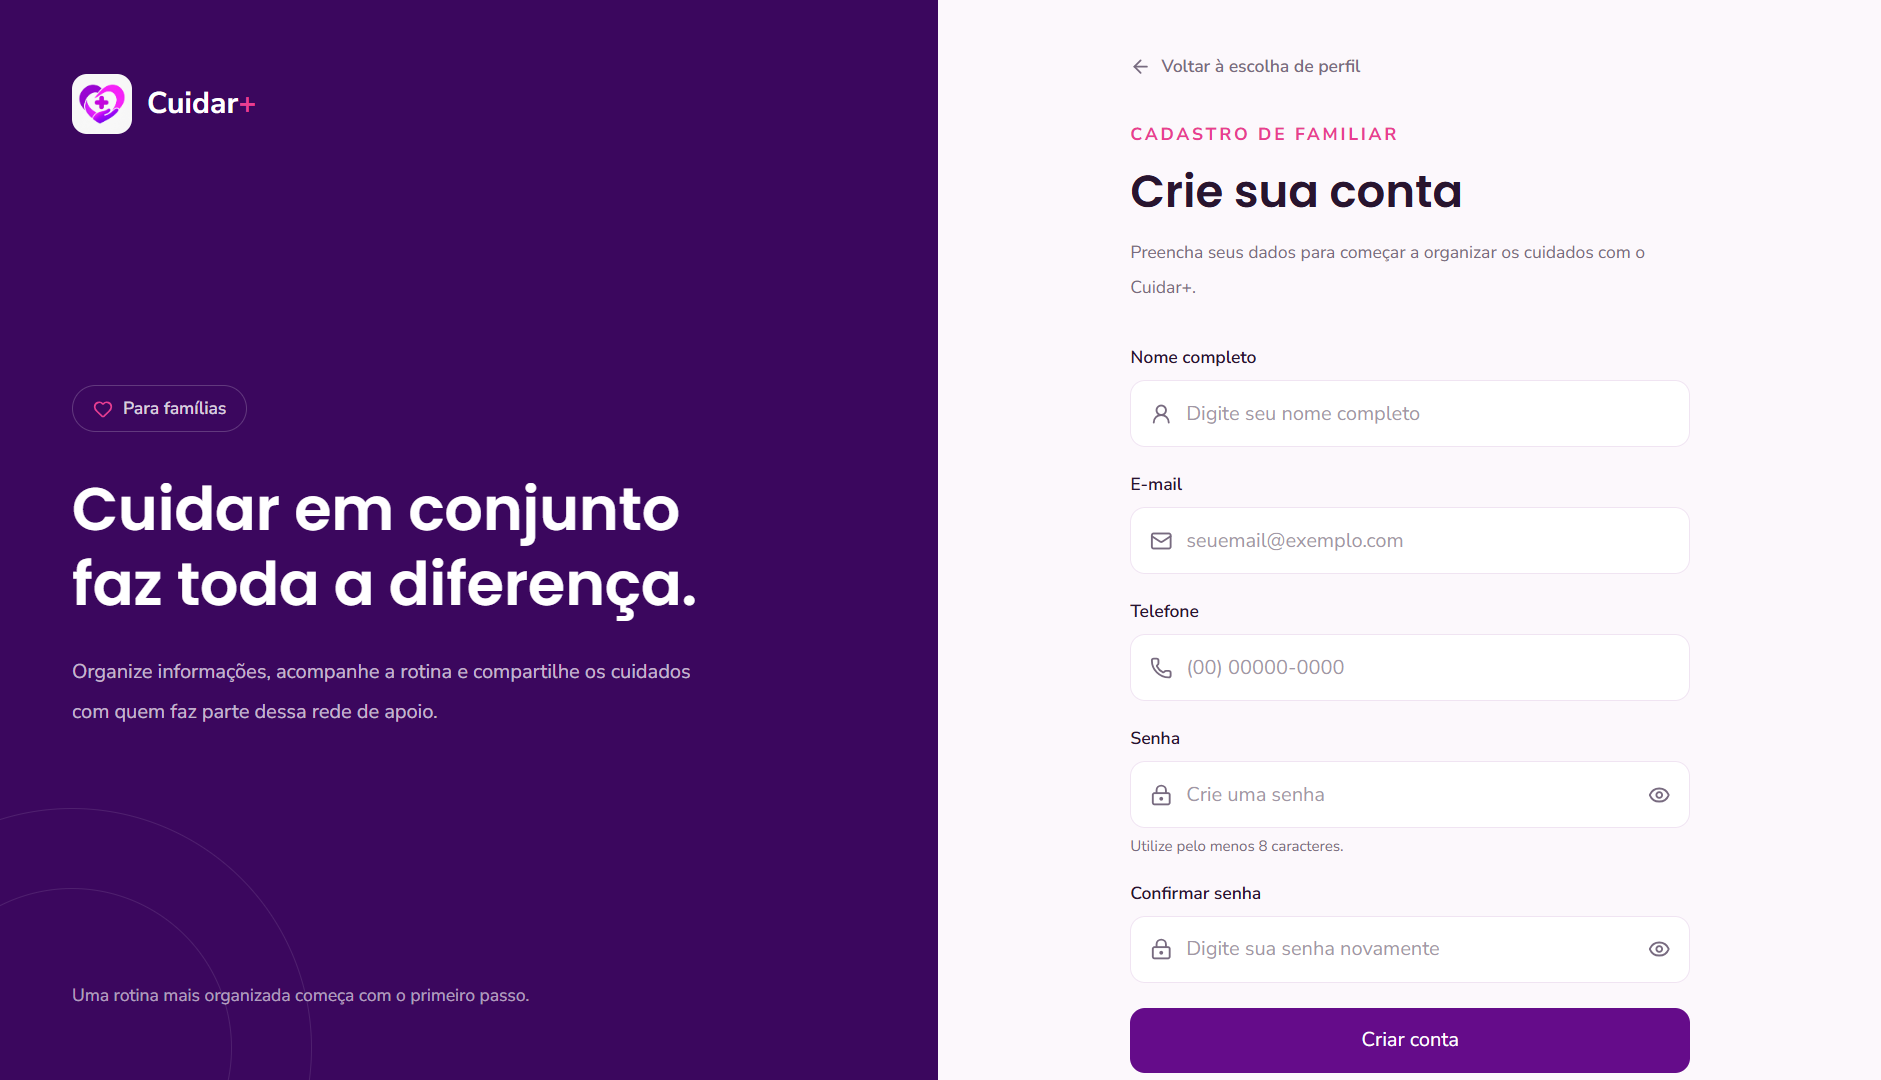 Cuidar+
Para famílias
Cuidar em conjunto
faz toda a diferença.
Organize informações, acompanhe a rotina e compartilhe os cuidados
com quem faz parte dessa rede de apoio.
Uma rotina mais organizada começa com o primeiro passo.
Voltar à escolha de perfil
CADASTRO DE FAMILIAR
Crie sua conta
Preencha seus dados para começar a organizar os cuidados com o
Cuidar+.
Nome completo
Digite seu nome completo
E-mail
seuemail@exemplo.com
Telefone
(00) 00000-0000
Senha
Crie uma senha
Utilize pelo menos 8 caracteres.
Confirmar senha
Digite sua senha novamente
Criar conta